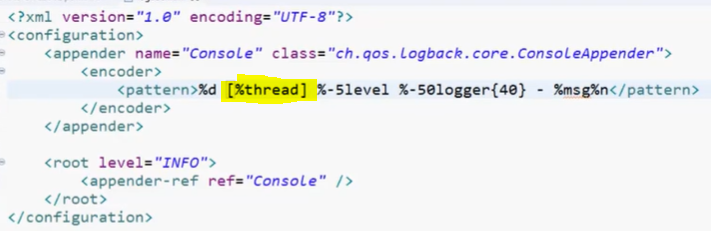 <?xml version="1.0" encoding="UTF-8"?>
<configuration>
<appender name="Console" class="ch.qos.logback.core.ConsoleAppender">
<encoder>
<pattern>%d [%thread] %-5level %-50logger{40} - %msg%n</pattern>
</encoder>
</appender>
<root level="INFO">
<appender-ref ref="Console" />
</root>
</configuration>